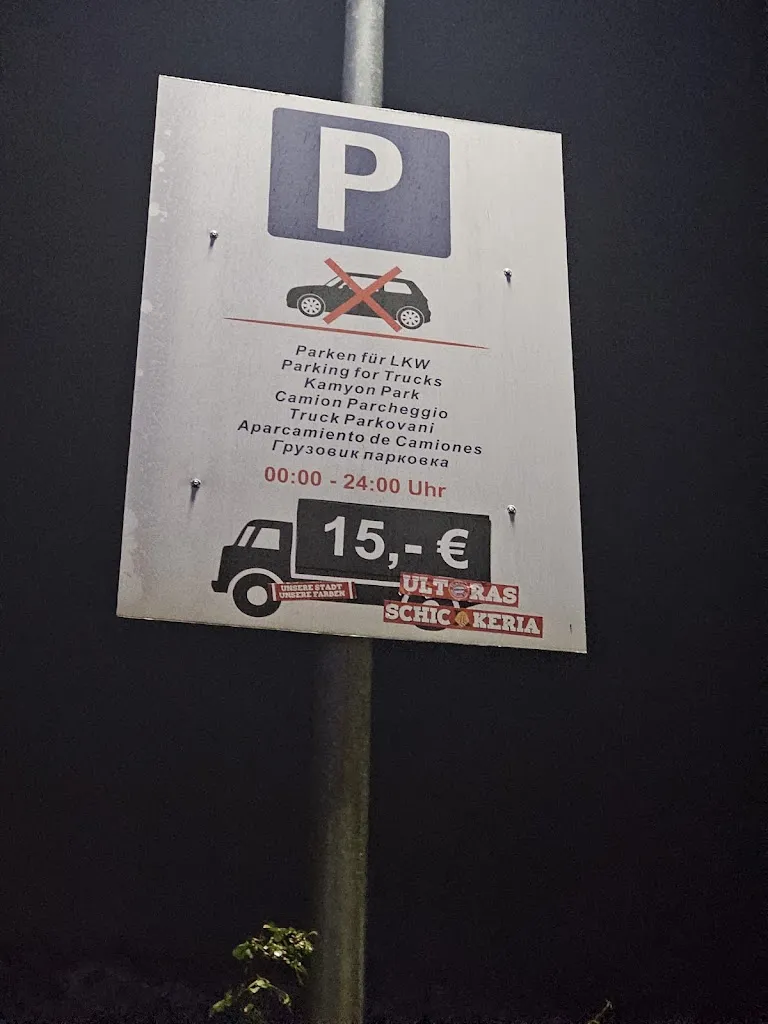 P
Parken für LKW
Parking for Trucks
Kamyon Park
Camion Parcheggio
Truck Parkovani
Aparcamiento de Camiones
Грузовик парковка
00:00 - 24:00 Uhr
15,- €
UNSERE STADT
UNSERE FARBEN
ULTRAS
SCHICKERIA